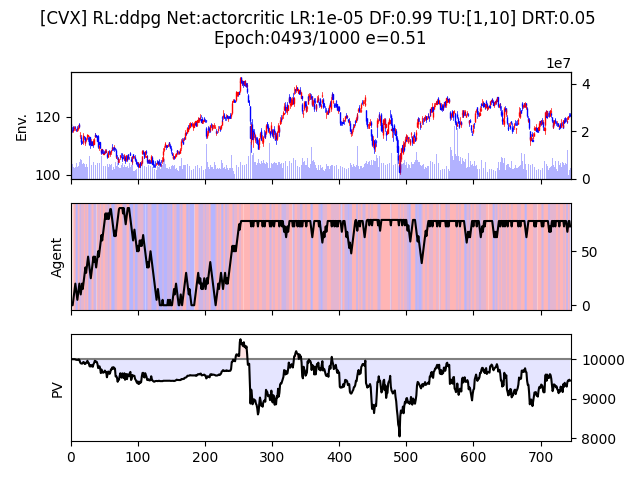 [CVX] RL:ddpg Net:actorcritic LR:1e-05 DF:0.99 TU:[1,10] DRT:0.05
Epoch:0493/1000 e=0.51
1e7
Env.
120
100
4
2
0
Agent
50
0
PV
10000
9000
8000
0 100 200 300 400 500 600 700